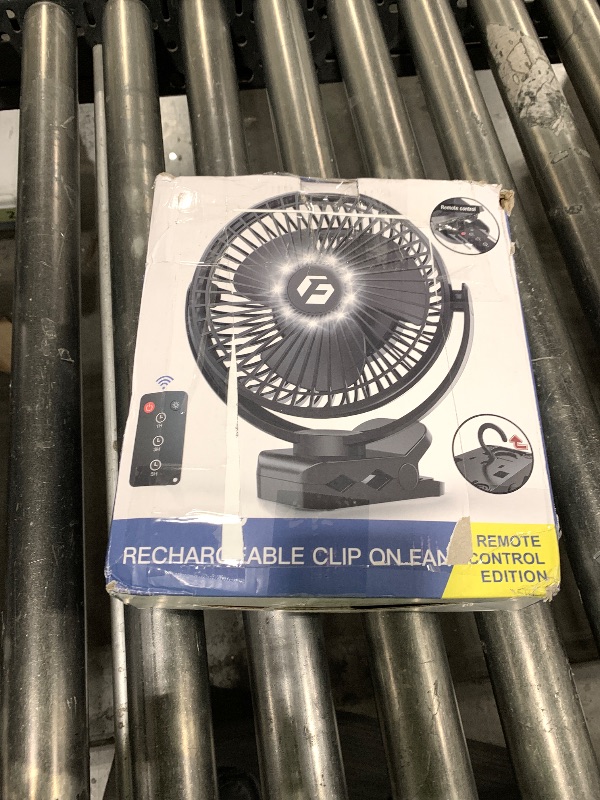 Remote control
RECHARGEABLE CLIP ON FAN
REMOTE
CONTROL
EDITION